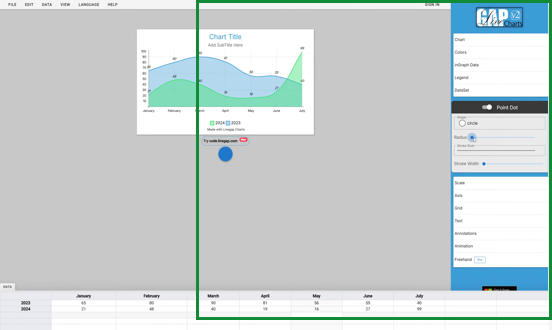 FILE EDIT DATA VIEW LANGUAGE HELP SIGN IN
v2
Charts
Chart
Colors
inGraph Data
Legend
DataSet
Point Dot
circle
Radius
Stroke Width
Scale
Axis
Grid
Text
Annotations
Animation
Freehand
Chart Title
Add SubTitle Here
100
90
80
70
60
50
40
30
20
10
January February March April May June July
2024 2023
Made with Livegap Charts
Try code.livegap.com
DATA
January February March April May June July
2023 65 80 90 81 56 55 40
2024 21 48 40 19 16 27 99